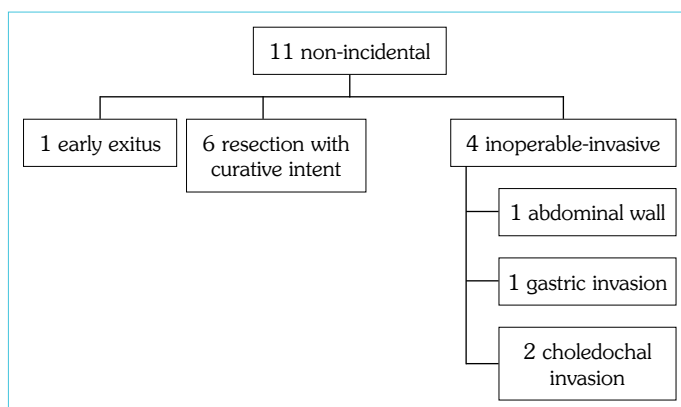 11 non-incidental
1 early exitus
6 resection with
curative intent
4 inoperable-invasive
1 abdominal wall
1 gastric invasion
2 choledochal
invasion